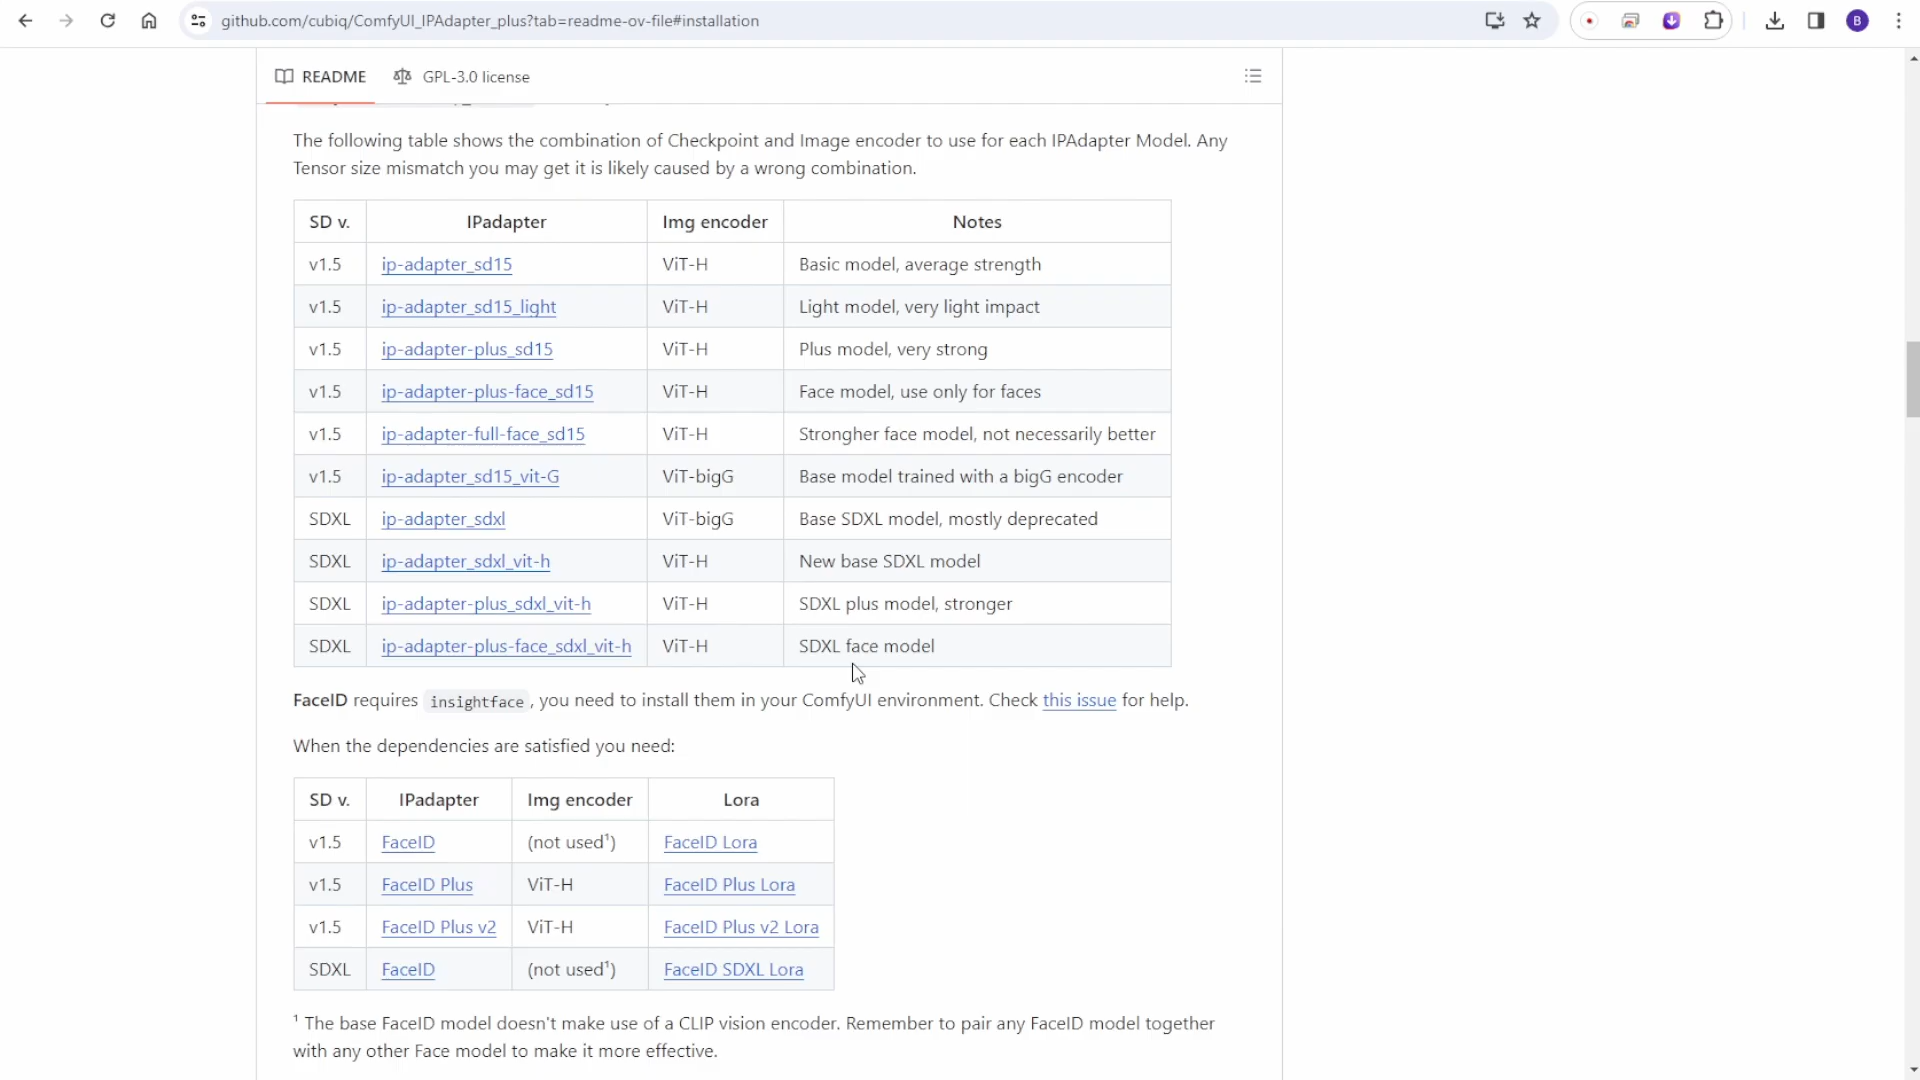 github.com/cubiq/ComfyUI_IPAdapter_plus?tab=readme-ov-file#installation
B
README GPL-3.0 license
The following table shows the combination of Checkpoint and Image encoder to use for each IPAdapter Model. Any
Tensor size mismatch you may get it is likely caused by a wrong combination.
SD v. IPadapter Img encoder Notes
v1.5 ip-adapter_sd15 ViT-H Basic model, average strength
v1.5 ip-adapter_sd15_light ViT-H Light model, very light impact
v1.5 ip-adapter-plus_sd15 ViT-H Plus model, very strong
v1.5 ip-adapter-plus-face_sd15 ViT-H Face model, use only for faces
v1.5 ip-adapter-full-face_sd15 ViT-H Strongher face model, not necessarily better
v1.5 ip-adapter_sd15_vit-G ViT-bigG Base model trained with a bigG encoder
SDXL ip-adapter_sdxl ViT-bigG Base SDXL model, mostly deprecated
SDXL ip-adapter_sdxl_vit-h ViT-H New base SDXL model
SDXL ip-adapter-plus_sdxl_vit-h ViT-H SDXL plus model, stronger
SDXL ip-adapter-plus-face_sdxl_vit-h ViT-H SDXL face model
FaceID requires insightface, you need to install them in your ComfyUI environment. Check this issue for help.
When the dependencies are satisfied you need:
SD v. IPadapter Img encoder Lora
v1.5 FaceID (not used¹) FaceID Lora
v1.5 FaceID Plus ViT-H FaceID Plus Lora
v1.5 FaceID Plus v2 ViT-H FaceID Plus v2 Lora
SDXL FaceID (not used¹) FaceID SDXL Lora
¹ The base FaceID model doesn't make use of a CLIP vision encoder. Remember to pair any FaceID model together
with any other Face model to make it more effective.